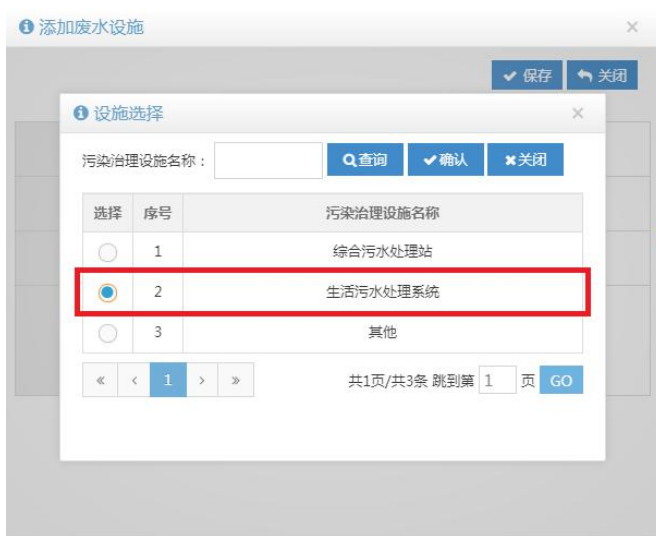 添加废水设施
保存 关闭
设施选择
污染治理设施名称： 查询 确认 关闭
选择 序号 污染治理设施名称
1 综合污水处理站
2 生活污水处理系统
3 其他
« ‹ 1 › » 共1页/共3条 跳到第 1 页 GO